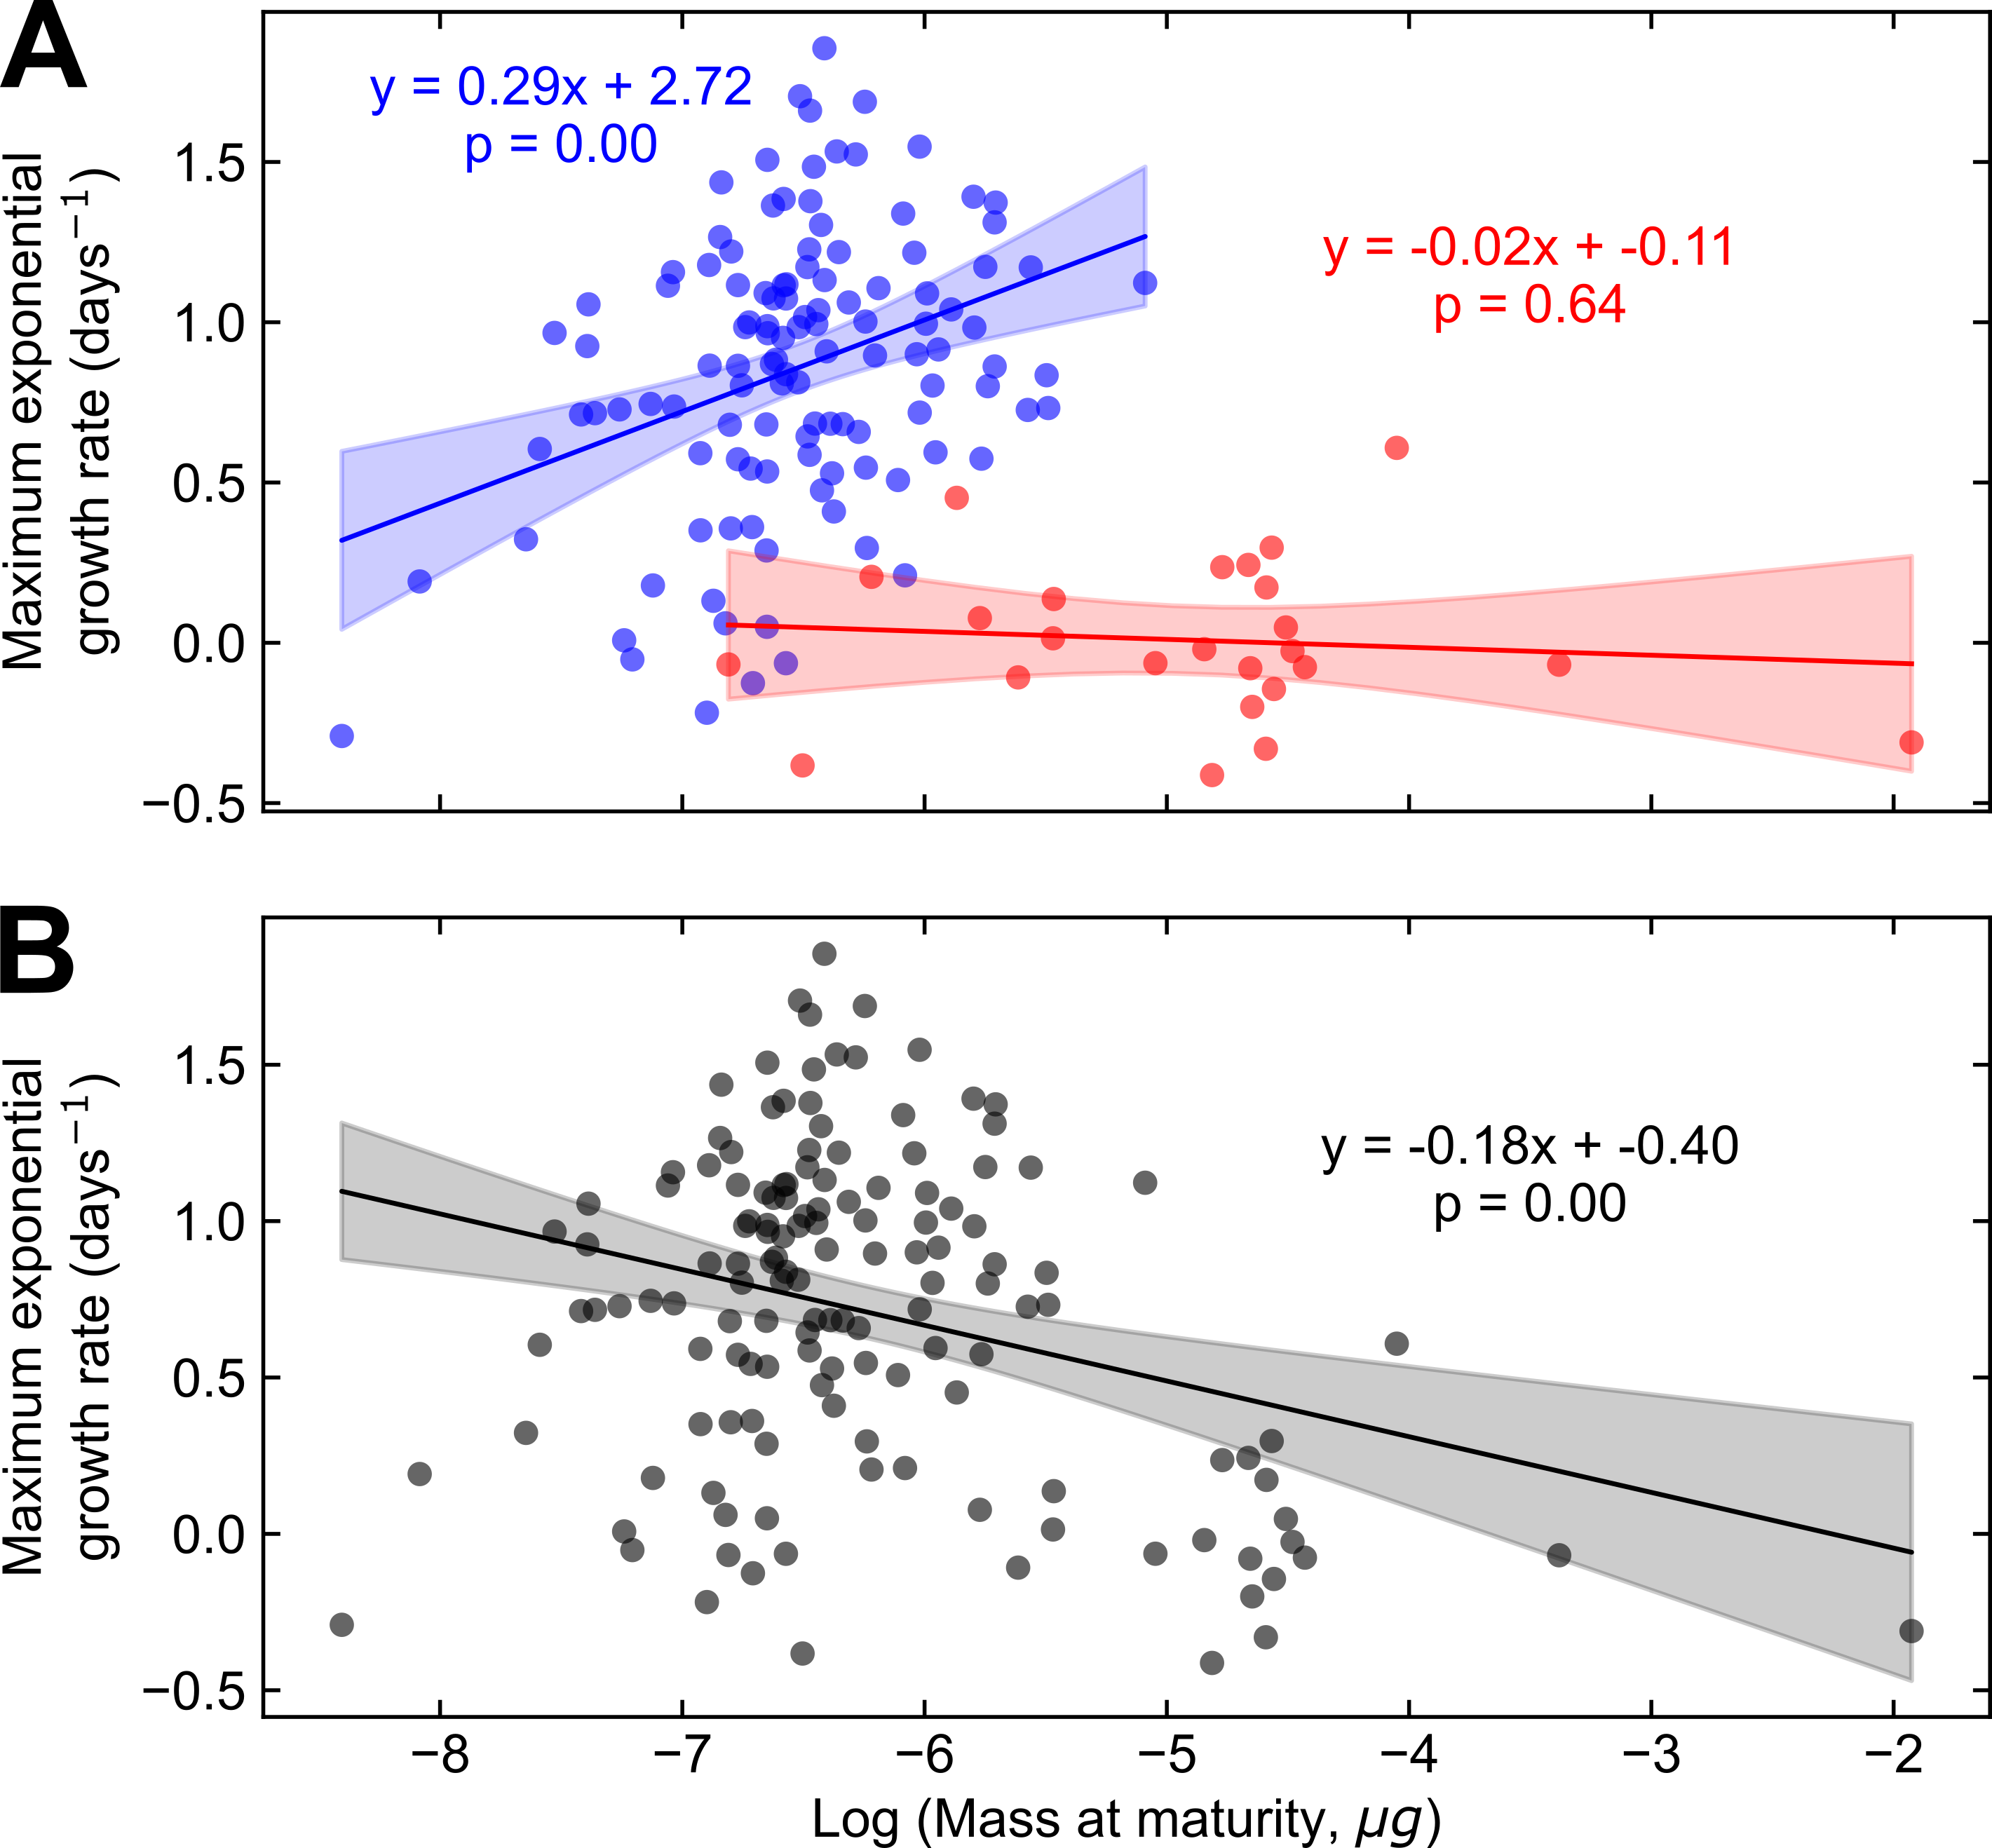 A
Maximum exponential
growth rate (days⁻¹)
1.5
1.0
0.5
0.0
−0.5
y = 0.29x + 2.72
p = 0.00
y = -0.02x + -0.11
p = 0.64
B
Maximum exponential
growth rate (days⁻¹)
1.5
1.0
0.5
0.0
−0.5
y = -0.18x + -0.40
p = 0.00
−8 −7 −6 −5 −4 −3 −2
Log (Mass at maturity, μg)